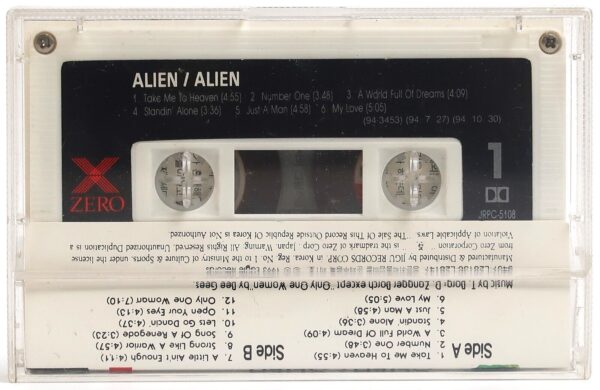 ALIEN / ALIEN
1 Take Me To Heaven (4:55) 2 Number One (3:48) 3 A World Full Of Dreams (4:09)
4 Standin' Alone (3:36) 5 Just A Man (4:58) 6 My Love (5:05)
(94·3453) (94. 7. 27) (94. 10. 30)
X
ZERO
1
JRPC-5108
Side A
1. Take Me To Heaven (4:55)
2. Number One (3:48)
3. A World Full Of Dream (4:09)
4. Standin Alone (3:36)
5. Just A Man (4:58)
6. My Love (5:05)
Side B
7. A Little Ain't Enough (4:11)
8. Strong Like A Warrior (4:57)
9. Song Of A Renegade (3:23)
10. Lets Go Dancin' (4:37)
11. Open Your Eyes (4:13)
12. Only One Woman (7:10)
Music by T. Borg: D. Zangger Borch except "Only One Women by Bee Gees
Manufactured and Distributed by JIGU RECORDS CORP. in Korea. Reg. No. 1 to the Ministry of Culture & Sports, under the license
from Zero Corporation. " " is the trademark of Zero Corp. Japan. Warning: All Rights Reserved. Unauthorized Duplication is a
Violation of Applicable Laws. "The Sale Of This Record Outside Republic Of Korea is Not Authorized